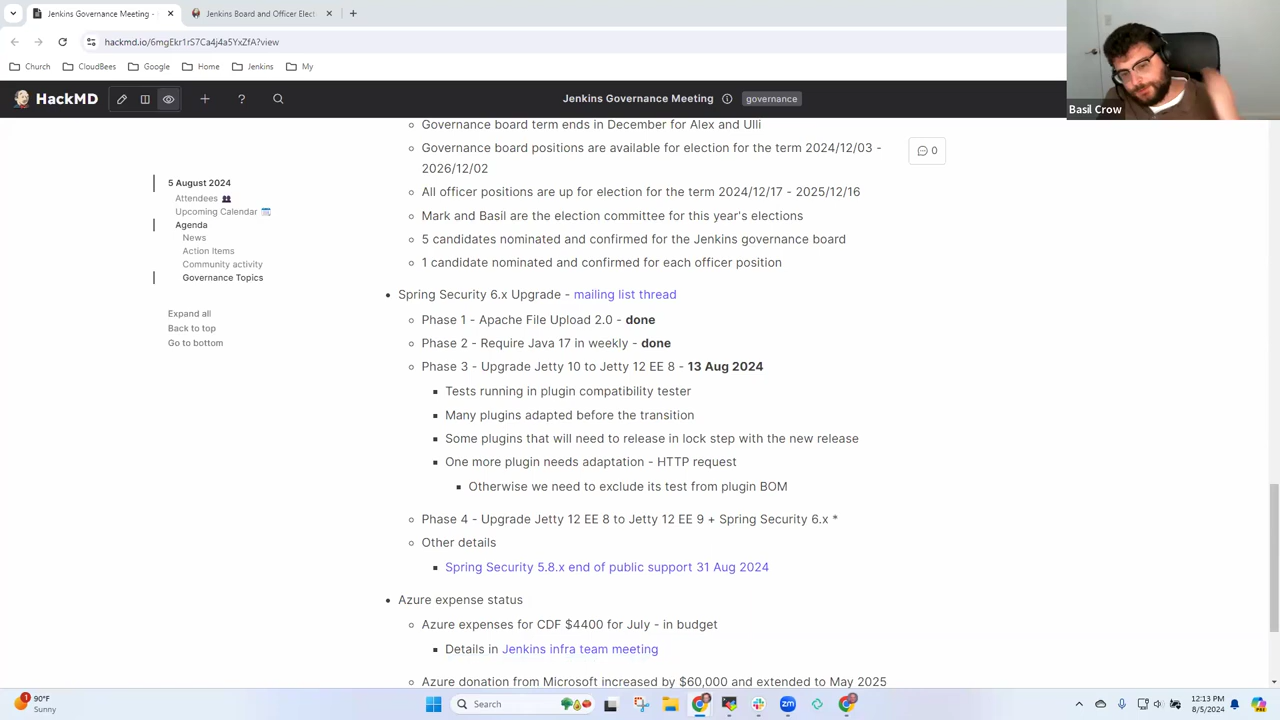 Jenkins Governance Meeting -
Jenkins Board and Officer Elect
hackmd.io/6mgEkr1rS7Ca4j4a5YxZfA?view
Church
CloudBees
Google
Home
Jenkins
My
HackMD
Jenkins Governance Meeting
governance
Basil Crow
5 August 2024
Attendees
Upcoming Calendar
Agenda
News
Action Items
Community activity
Governance Topics
Expand all
Back to top
Go to bottom
Governance board term ends in December for Alex and Ulli
Governance board positions are available for election for the term 2024/12/03 -
2026/12/02
All officer positions are up for election for the term 2024/12/17 - 2025/12/16
Mark and Basil are the election committee for this year's elections
5 candidates nominated and confirmed for the Jenkins governance board
1 candidate nominated and confirmed for each officer position
Spring Security 6.x Upgrade - mailing list thread
Phase 1 - Apache File Upload 2.0 - done
Phase 2 - Require Java 17 in weekly - done
Phase 3 - Upgrade Jetty 10 to Jetty 12 EE 8 - 13 Aug 2024
Tests running in plugin compatibility tester
Many plugins adapted before the transition
Some plugins that will need to release in lock step with the new release
One more plugin needs adaptation - HTTP request
Otherwise we need to exclude its test from plugin BOM
Phase 4 - Upgrade Jetty 12 EE 8 to Jetty 12 EE 9 + Spring Security 6.x *
Other details
Spring Security 5.8.x end of public support 31 Aug 2024
Azure expense status
Azure expenses for CDF $4400 for July - in budget
Details in Jenkins infra team meeting
Azure donation from Microsoft increased by $60,000 and extended to May 2025
0
1
90°F
Sunny
Search
12:13 PM
8/5/2024